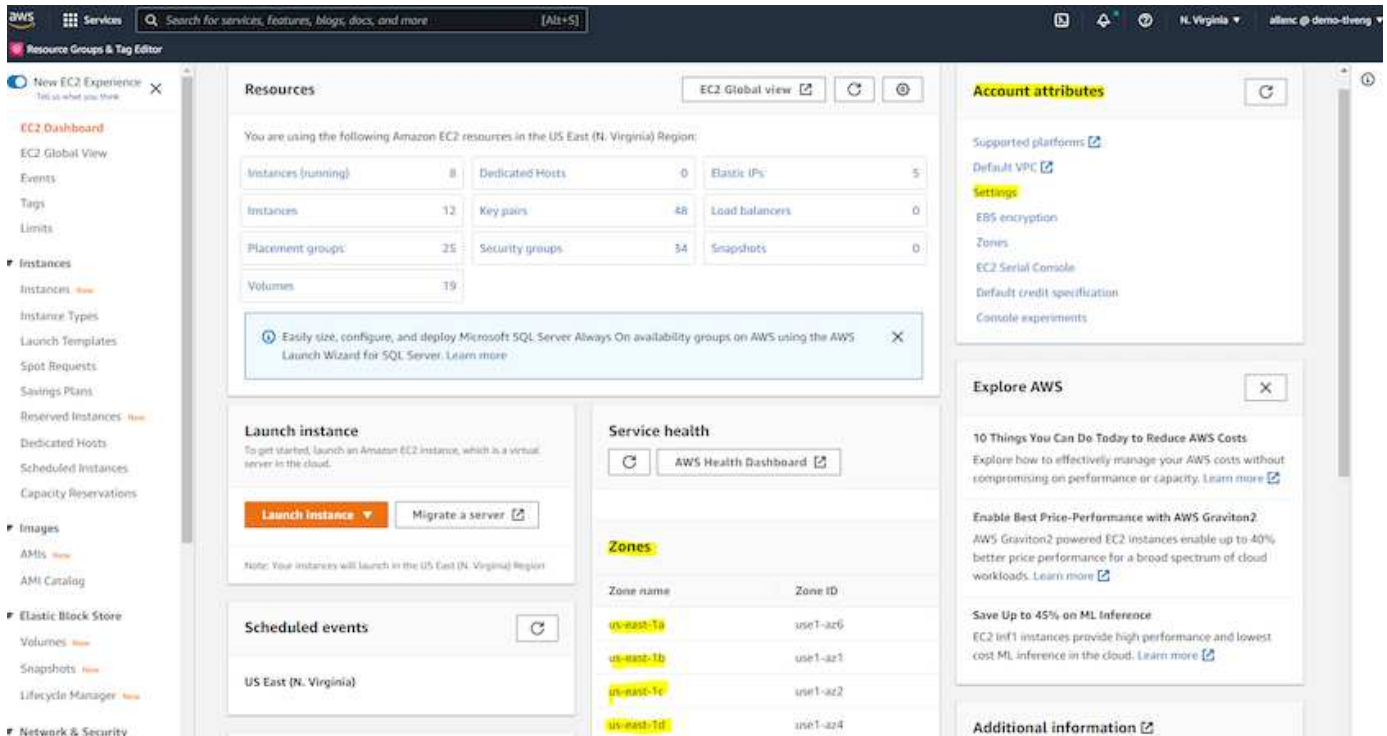 aws
Services
Search for services, features, blogs, docs, and more
[Alt+S]
N. Virginia
allenc @ demo-tlveng
Resource Groups & Tag Editor
New EC2 Experience
Tell us what you think
EC2 Dashboard
EC2 Global View
Events
Tags
Limits
Instances
Instances New
Instance Types
Launch Templates
Spot Requests
Savings Plans
Reserved Instances New
Dedicated Hosts
Scheduled Instances
Capacity Reservations
Images
AMIs New
AMI Catalog
Elastic Block Store
Volumes New
Snapshots New
Lifecycle Manager New
Network & Security
Resources
EC2 Global view
You are using the following Amazon EC2 resources in the US East (N. Virginia) Region:
Instances (running) 8 Dedicated Hosts 0 Elastic IPs 5
Instances 12 Key pairs 48 Load balancers 0
Placement groups 25 Security groups 34 Snapshots 0
Volumes 19
Easily size, configure, and deploy Microsoft SQL Server Always On availability groups on AWS using the AWS
Launch Wizard for SQL Server. Learn more
Launch instance
To get started, launch an Amazon EC2 instance, which is a virtual
server in the cloud.
Launch instance
Migrate a server
Note: Your instances will launch in the US East (N. Virginia) Region
Scheduled events
US East (N. Virginia)
Service health
AWS Health Dashboard
Zones
Zone name Zone ID
us-east-1a use1-az6
us-east-1b use1-az1
us-east-1c use1-az2
us-east-1d use1-az4
Account attributes
Supported platforms
Default VPC
Settings
EBS encryption
Zones
EC2 Serial Console
Default credit specification
Console experiments
Explore AWS
10 Things You Can Do Today to Reduce AWS Costs
Explore how to effectively manage your AWS costs without
compromising on performance or capacity. Learn more
Enable Best Price-Performance with AWS Graviton2
AWS Graviton2 powered EC2 instances enable up to 40%
better price performance for a broad spectrum of cloud
workloads. Learn more
Save Up to 45% on ML Inference
EC2 Inf1 instances provide high performance and lowest
cost ML inference in the cloud. Learn more
Additional information